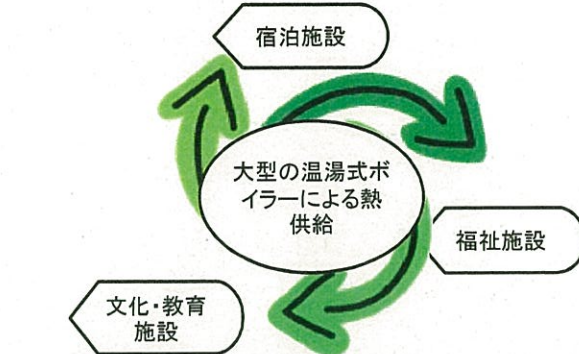 宿泊施設
大型の温湯式ボ
イラーによる熱
供給
福祉施設
文化・教育
施設